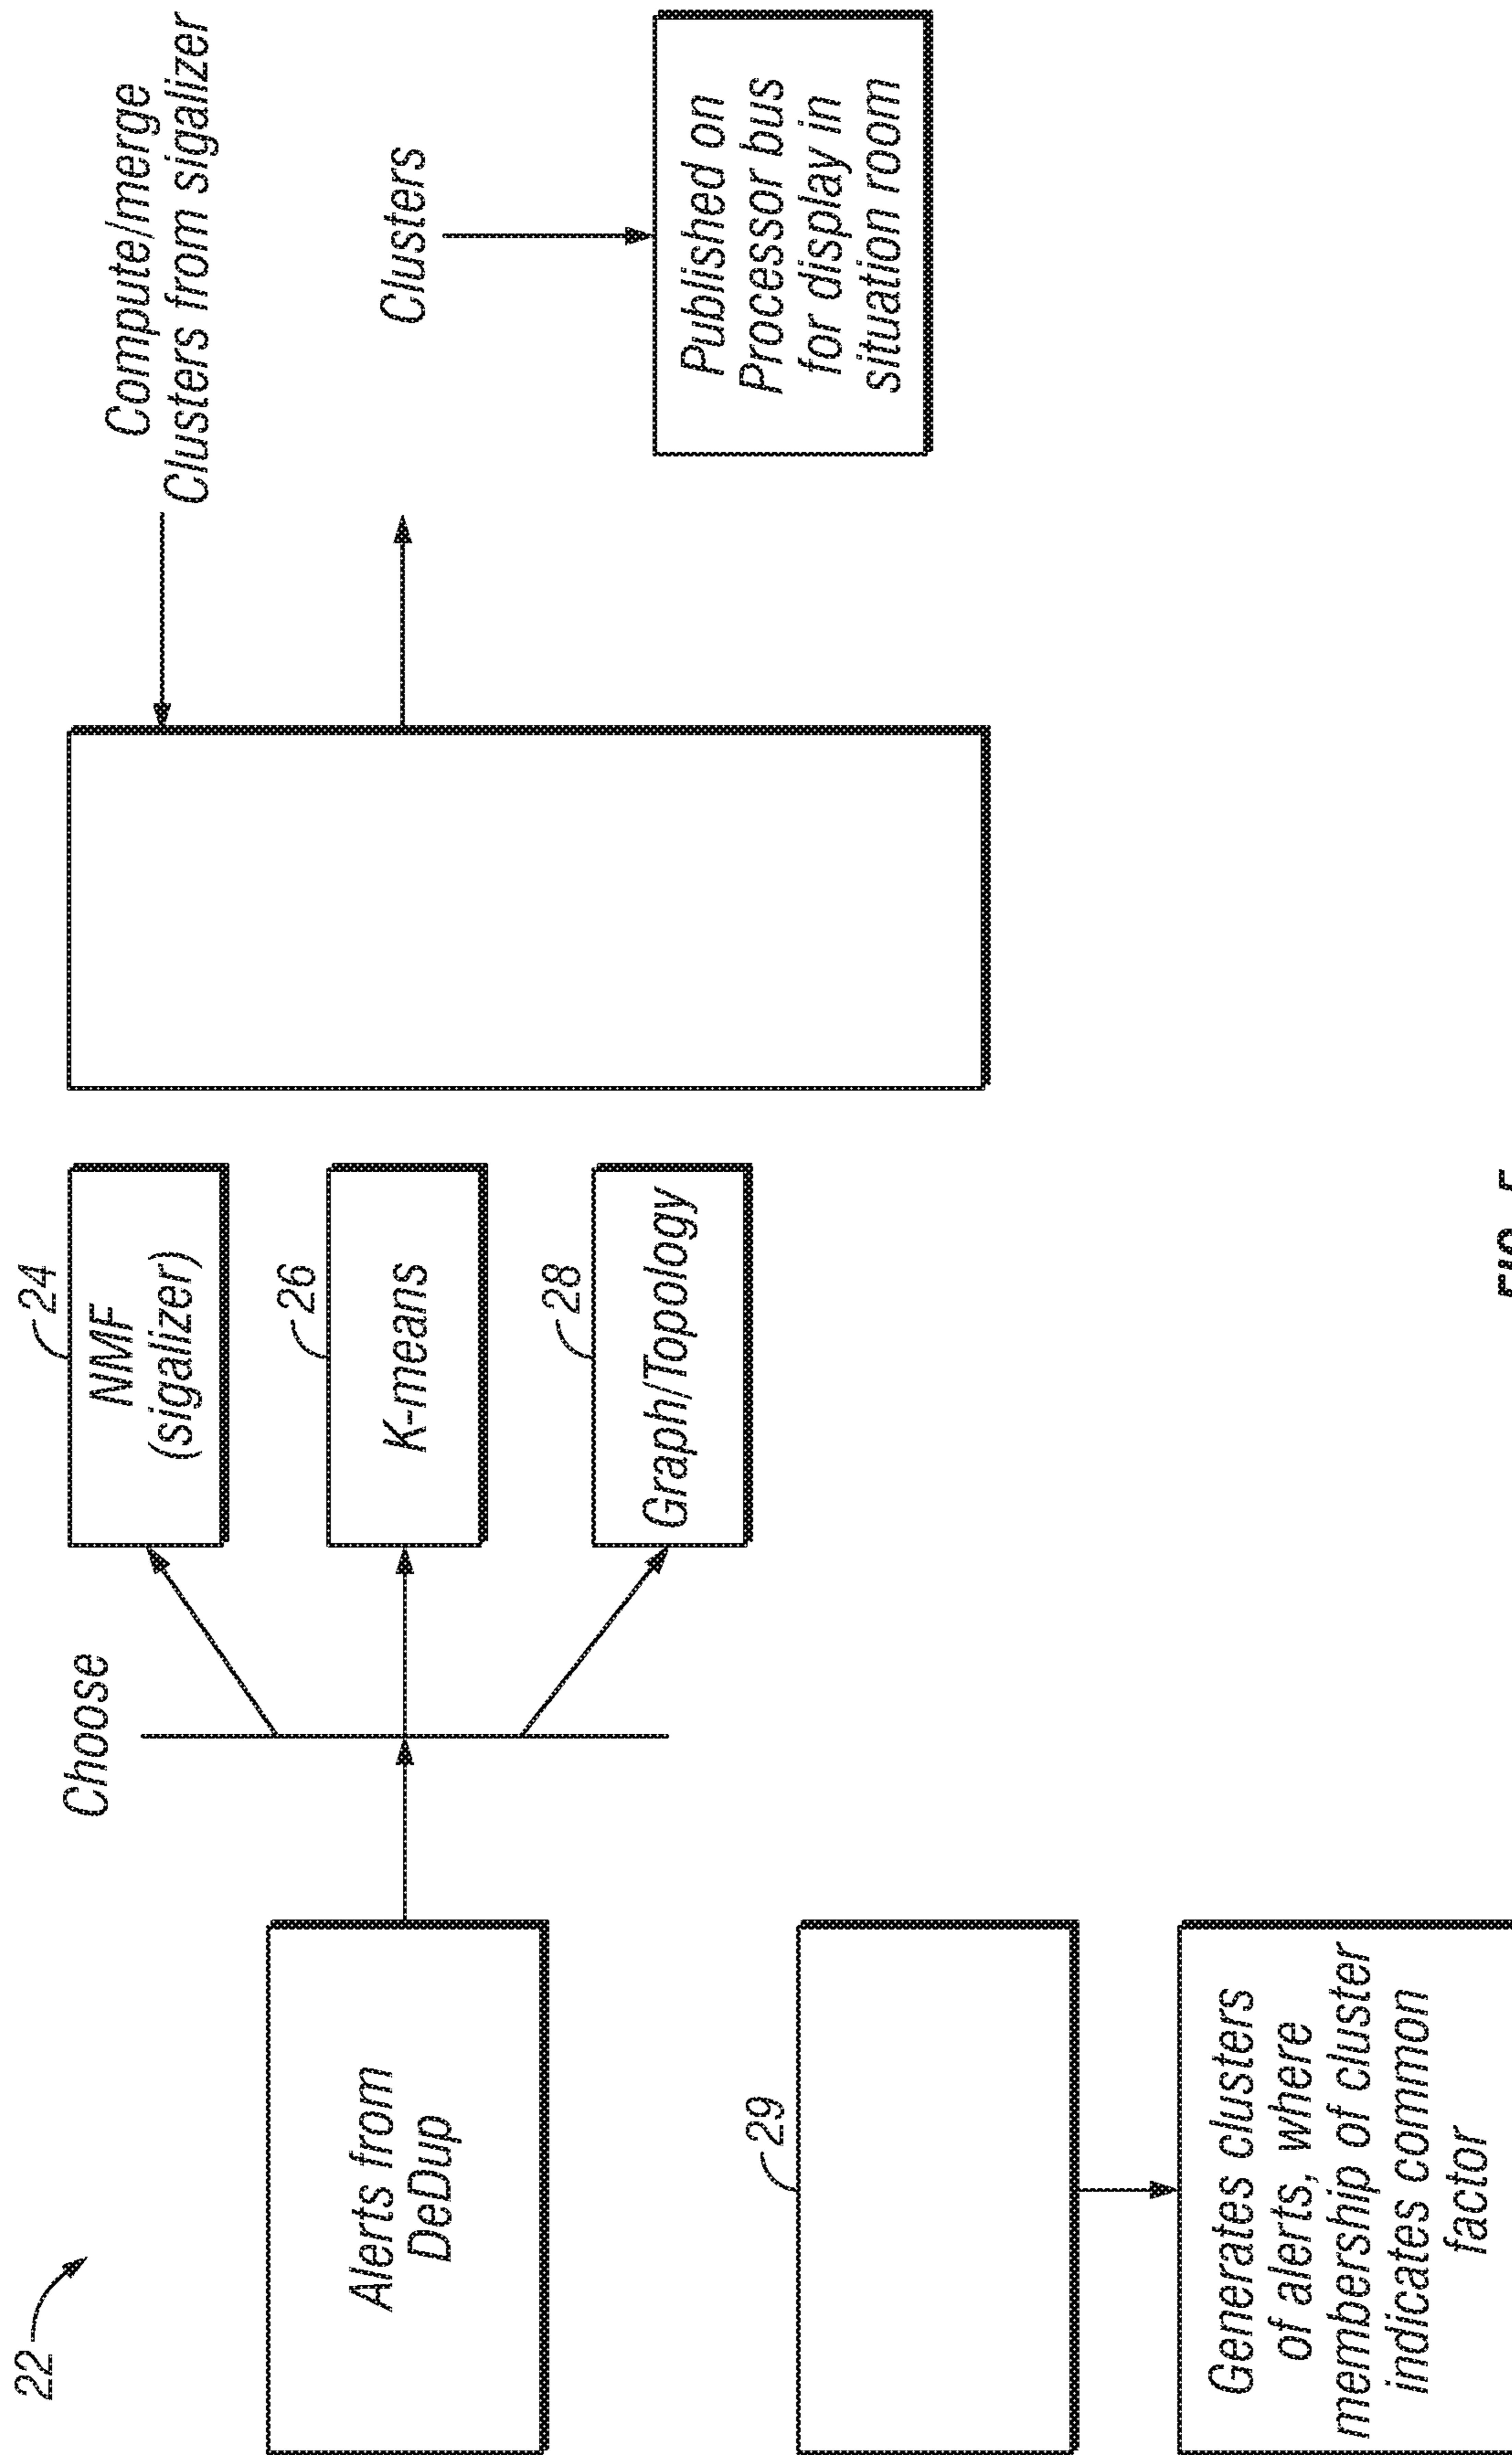 22
Alerts from
DeDup
Choose
24
NMF
(sigalizer)
26
K-means
28
Graph/Topology
Compute/merge
Clusters from sigalizer
Clusters
Published on
Processor bus
for display in
situation room
29
Generates clusters
of alerts, where
membership of cluster
indicates common
factor